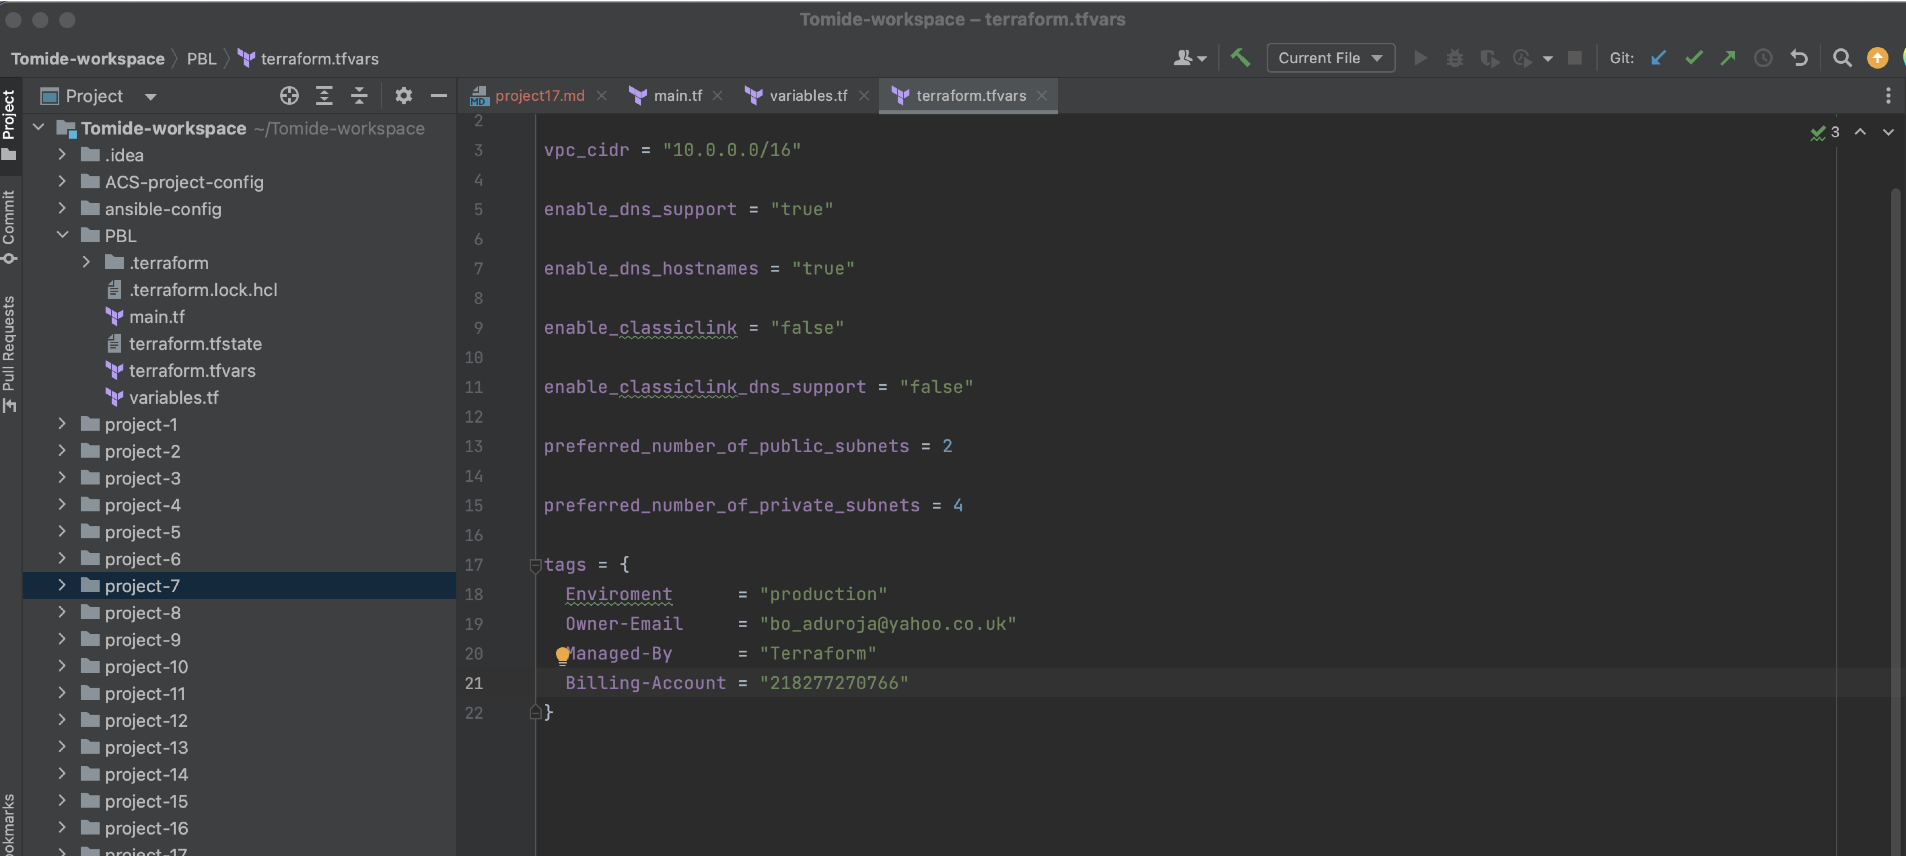 Tomide-workspace – terraform.tfvars
Tomide-workspace PBL terraform.tfvars
Current File
Git:
Project
project17.md
main.tf
variables.tf
terraform.tfvars
Project
Commit
Pull Requests
Tomide-workspace ~/Tomide-workspace
.idea
ACS-project-config
ansible-config
PBL
.terraform
.terraform.lock.hcl
main.tf
terraform.tfstate
terraform.tfvars
variables.tf
project-1
project-2
project-3
project-4
project-5
project-6
project-7
project-8
project-9
project-10
project-11
project-12
project-13
project-14
project-15
project-16
project-17
3
2
3 vpc_cidr = "10.0.0.0/16"
4
5 enable_dns_support = "true"
6
7 enable_dns_hostnames = "true"
8
9 enable_classiclink = "false"
10
11 enable_classiclink_dns_support = "false"
12
13 preferred_number_of_public_subnets = 2
14
15 preferred_number_of_private_subnets = 4
16
17 tags = {
18 Enviroment = "production"
19 Owner-Email = "bo_aduroja@yahoo.co.uk"
20 Managed-By = "Terraform"
21 Billing-Account = "218277270766"
22 }